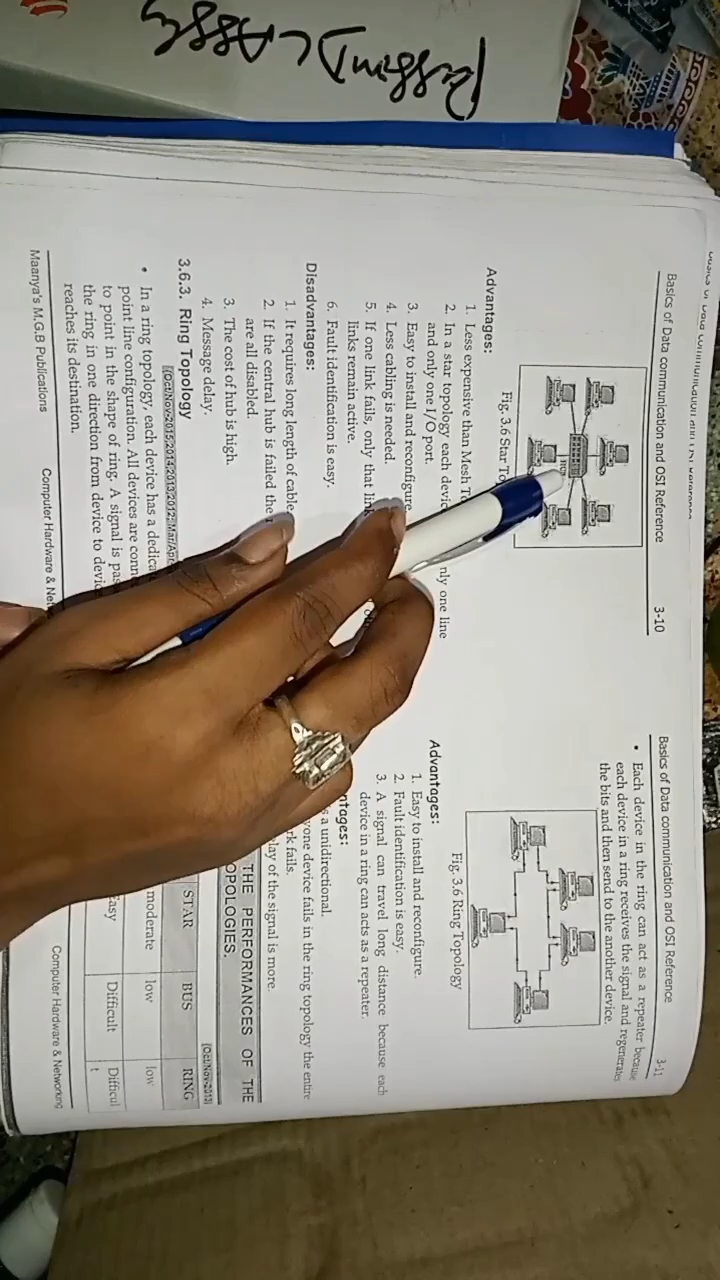 Basics of Data communication and OSI Reference 3-10
HUB
Fig. 3.6 Star
Advantages:
1. Less expensive than Mesh
2. In a star topology each only one line
and only one I/O port.
3. Easy to install and reconfigure
4. Less cabling is needed.
5. If one link fails, only that
links remain active.
6. Fault identification is easy.
Disadvantages:
1. It requires long length of cable
2. If the central hub is failed the
are all disabled.
3. The cost of hub is high.
4. Message delay.
3.6.3. Ring Topology
[Oct/Nov-2015;2014;2013;2012;
• In a ring topology, each device has a
point line configuration. All devices are
to point in the shape of ring. A signal is
the ring in one direction from device to
reaches its destination.
Maanya's M.G.B Publications Computer Hardware &
Basics of Data communication and OSI Reference 3-11
• Each device in the ring can act as a repeater because
each device in a ring receives the signal and regenerates
the bits and then send to the another device.
Fig. 3.6 Ring Topology
Advantages:
1. Easy to install and reconfigure.
2. Fault identification is easy.
3. A signal can travel long distance because each
device in a ring can acts as a repeater.
ntages:
s a unidirectional.
yone device fails in the ring topology the entire
rk fails.
lay of the signal is more.
THE PERFORMANCES OF THE
OPOLOGIES.
[Oct/Nov-2013]
STAR BUS RING
moderate low low
Easy Difficult Difficul
t
Computer Hardware & Networking